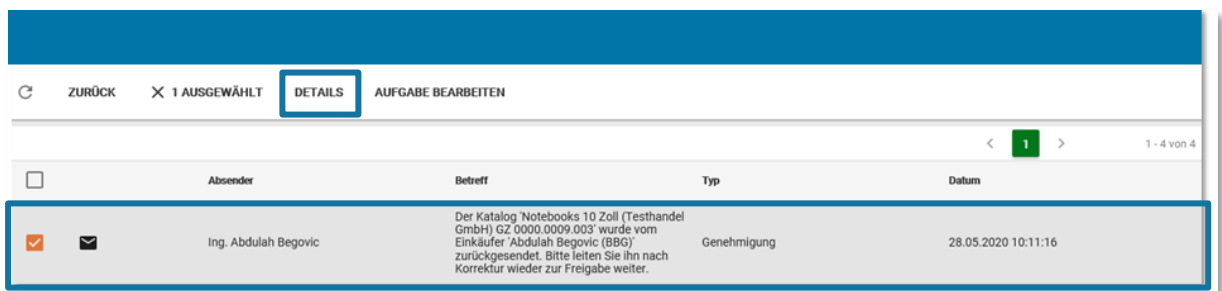 ZURÜCK 1 AUSGEWÄHLT DETAILS AUFGABE BEARBEITEN
1 1 - 4 von 4
Absender Betreff Typ Datum
Der Katalog 'Notebooks 10 Zoll (Testhandel
GmbH) GZ 0000.0009.003' wurde vom
Ing. Abdulah Begovic Einkäufer 'Abdulah Begovic (BBG)' Genehmigung 28.05.2020 10:11:16
zurückgesendet. Bitte leiten Sie ihn nach
Korrektur wieder zur Freigabe weiter.